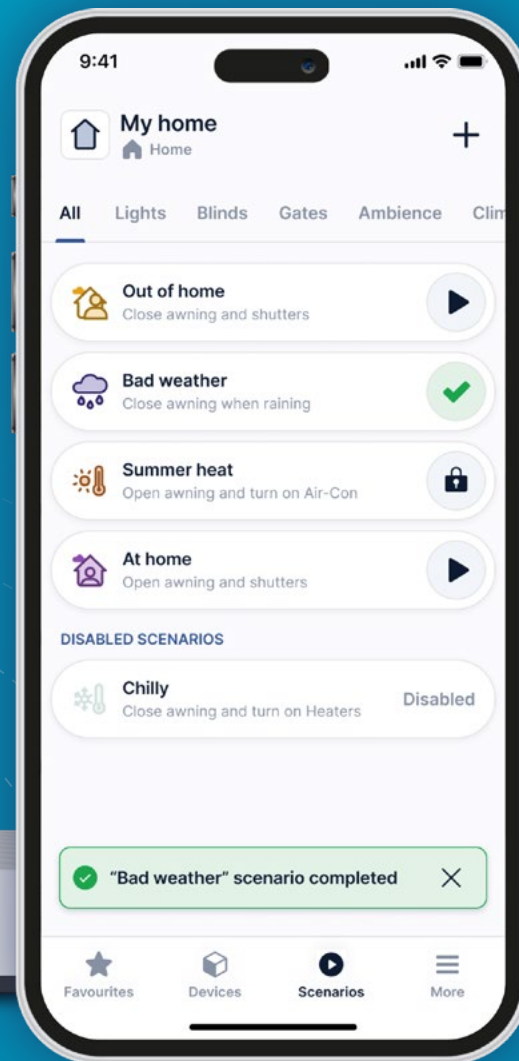 9:41
My home
Home
All Lights Blinds Gates Ambience Clim
Out of home
Close awning and shutters
Bad weather
Close awning when raining
Summer heat
Open awning and turn on Air-Con
At home
Open awning and shutters
DISABLED SCENARIOS
Chilly
Close awning and turn on Heaters
Disabled
“Bad weather” scenario completed
Favourites Devices Scenarios More